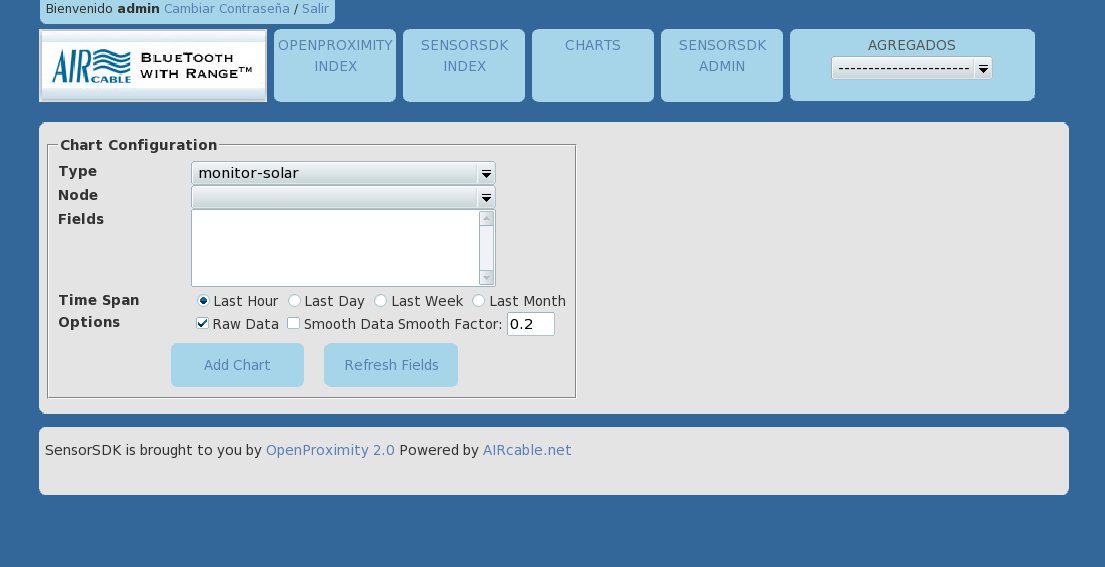 Bienvenido admin Cambiar Contraseña / Salir
AIRCABLE
BLUETOOTH
WITH RANGE™
OPENPROXIMITY
INDEX
SENSORSDK
INDEX
CHARTS
SENSORSDK
ADMIN
AGREGADOS
----------------------
Chart Configuration
Type monitor-solar
Node
Fields
Time Span Last Hour Last Day Last Week Last Month
Options Raw Data Smooth Data Smooth Factor: 0.2
Add Chart Refresh Fields
SensorSDK is brought to you by OpenProximity 2.0 Powered by AIRcable.net